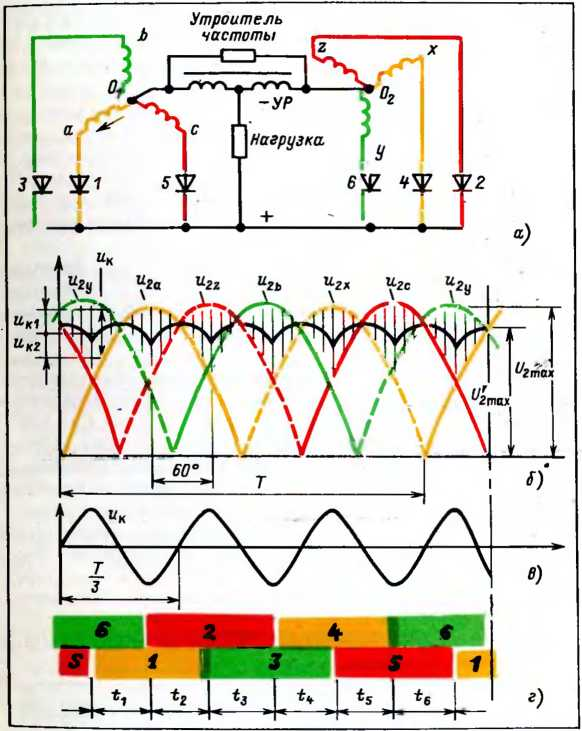 Утроитель
частоты
b
z
x
O₁
O₂
-УР
a
c
Нагрузка
y
3 1 5 6 4 2
+
а)
uк
u2y u2a u2z u2b u2x u2c u2y
uк1
uк2
U'2max
U2max
60°
T
б)
uк
T/3
в)
6 2 4 6
5 1 3 5 1
t₁ t₂ t₃ t₄ t₅ t₆
г)